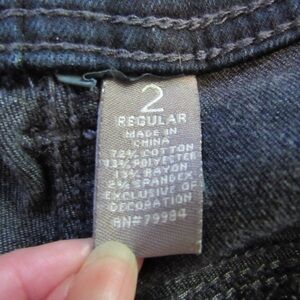 2
REGULAR
MADE IN
CHINA
72% COTTON
13% POLYESTER
13% RAYON
2% SPANDEX
EXCLUSIVE OF
DECORATION
RN#79984